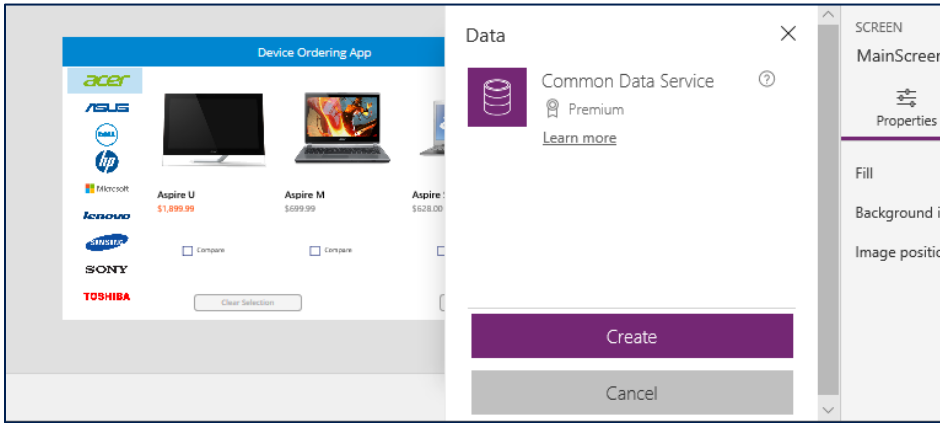 Device Ordering App
acer
ASUS
DELL
hp
Microsoft
lenovo
SAMSUNG
SONY
TOSHIBA
Aspire U
$1,899.99
Compare
Aspire M
$699.99
Compare
Aspire
$628.00
Clear Selection
Data
Common Data Service
Premium
Learn more
Create
Cancel
SCREEN
MainScreen
Properties
Fill
Background i
Image positio